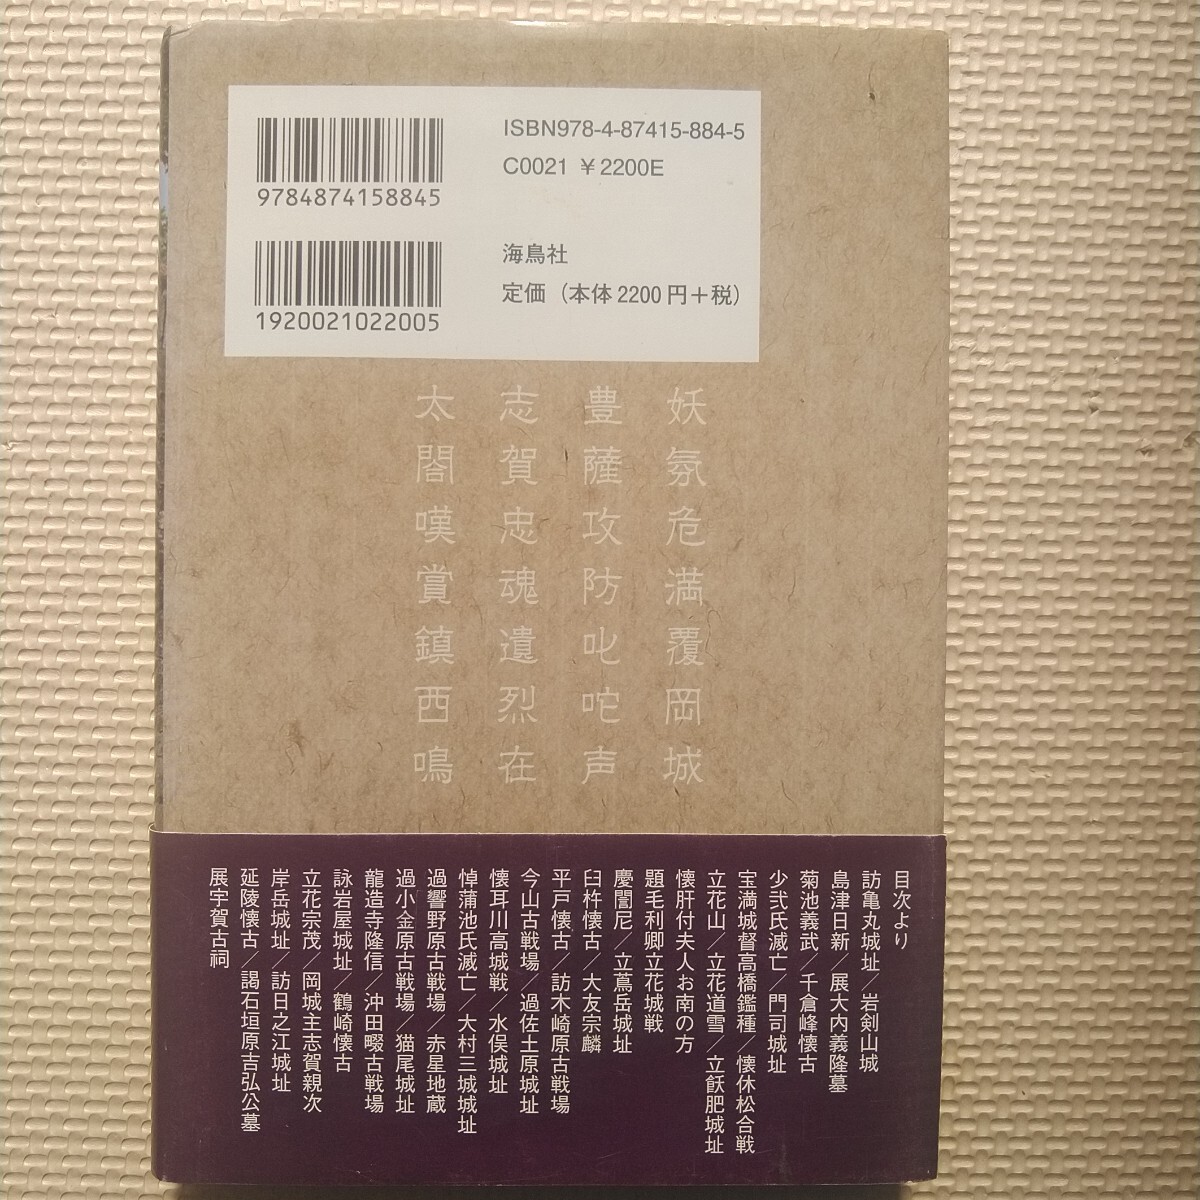 ISBN978-4-87415-884-5
C0021 ¥2200E
9784874158845
海鳥社
定価（本体2200円＋税）
1920021022005
妖氛危満覆岡城
豊薩攻防叱咤声
志賀忠魂遺烈在
太閤嘆賞鎮西鳴
目次より
訪亀丸城址／岩剣山城
島津日新／展大内義隆墓
菊池義武／千倉峰懐古
少弐氏滅亡／門司城址
宝満城督高橋鑑種／懐休松合戦
立花山／立花道雪／立飫肥城址
懐肝付夫人お南の方
題毛利卿立花城戦
慶誾尼／立蔦岳城址
臼杵懐古／大友宗麟
平戸懐古／訪木崎原古戦場
今山古戦場／過佐土原城址
懐耳川高城戦／水俣城址
悼蒲池氏滅亡／大村三城城址
過響野原古戦場／赤星地蔵
過小金原古戦場／猫尾城址
龍造寺隆信／沖田畷古戦場
詠岩屋城址／鶴崎懐古
立花宗茂／岡城主志賀親次
岸岳城址／訪日之江城址
延陵懐古／謁石垣原吉弘公墓
展宇賀古祠